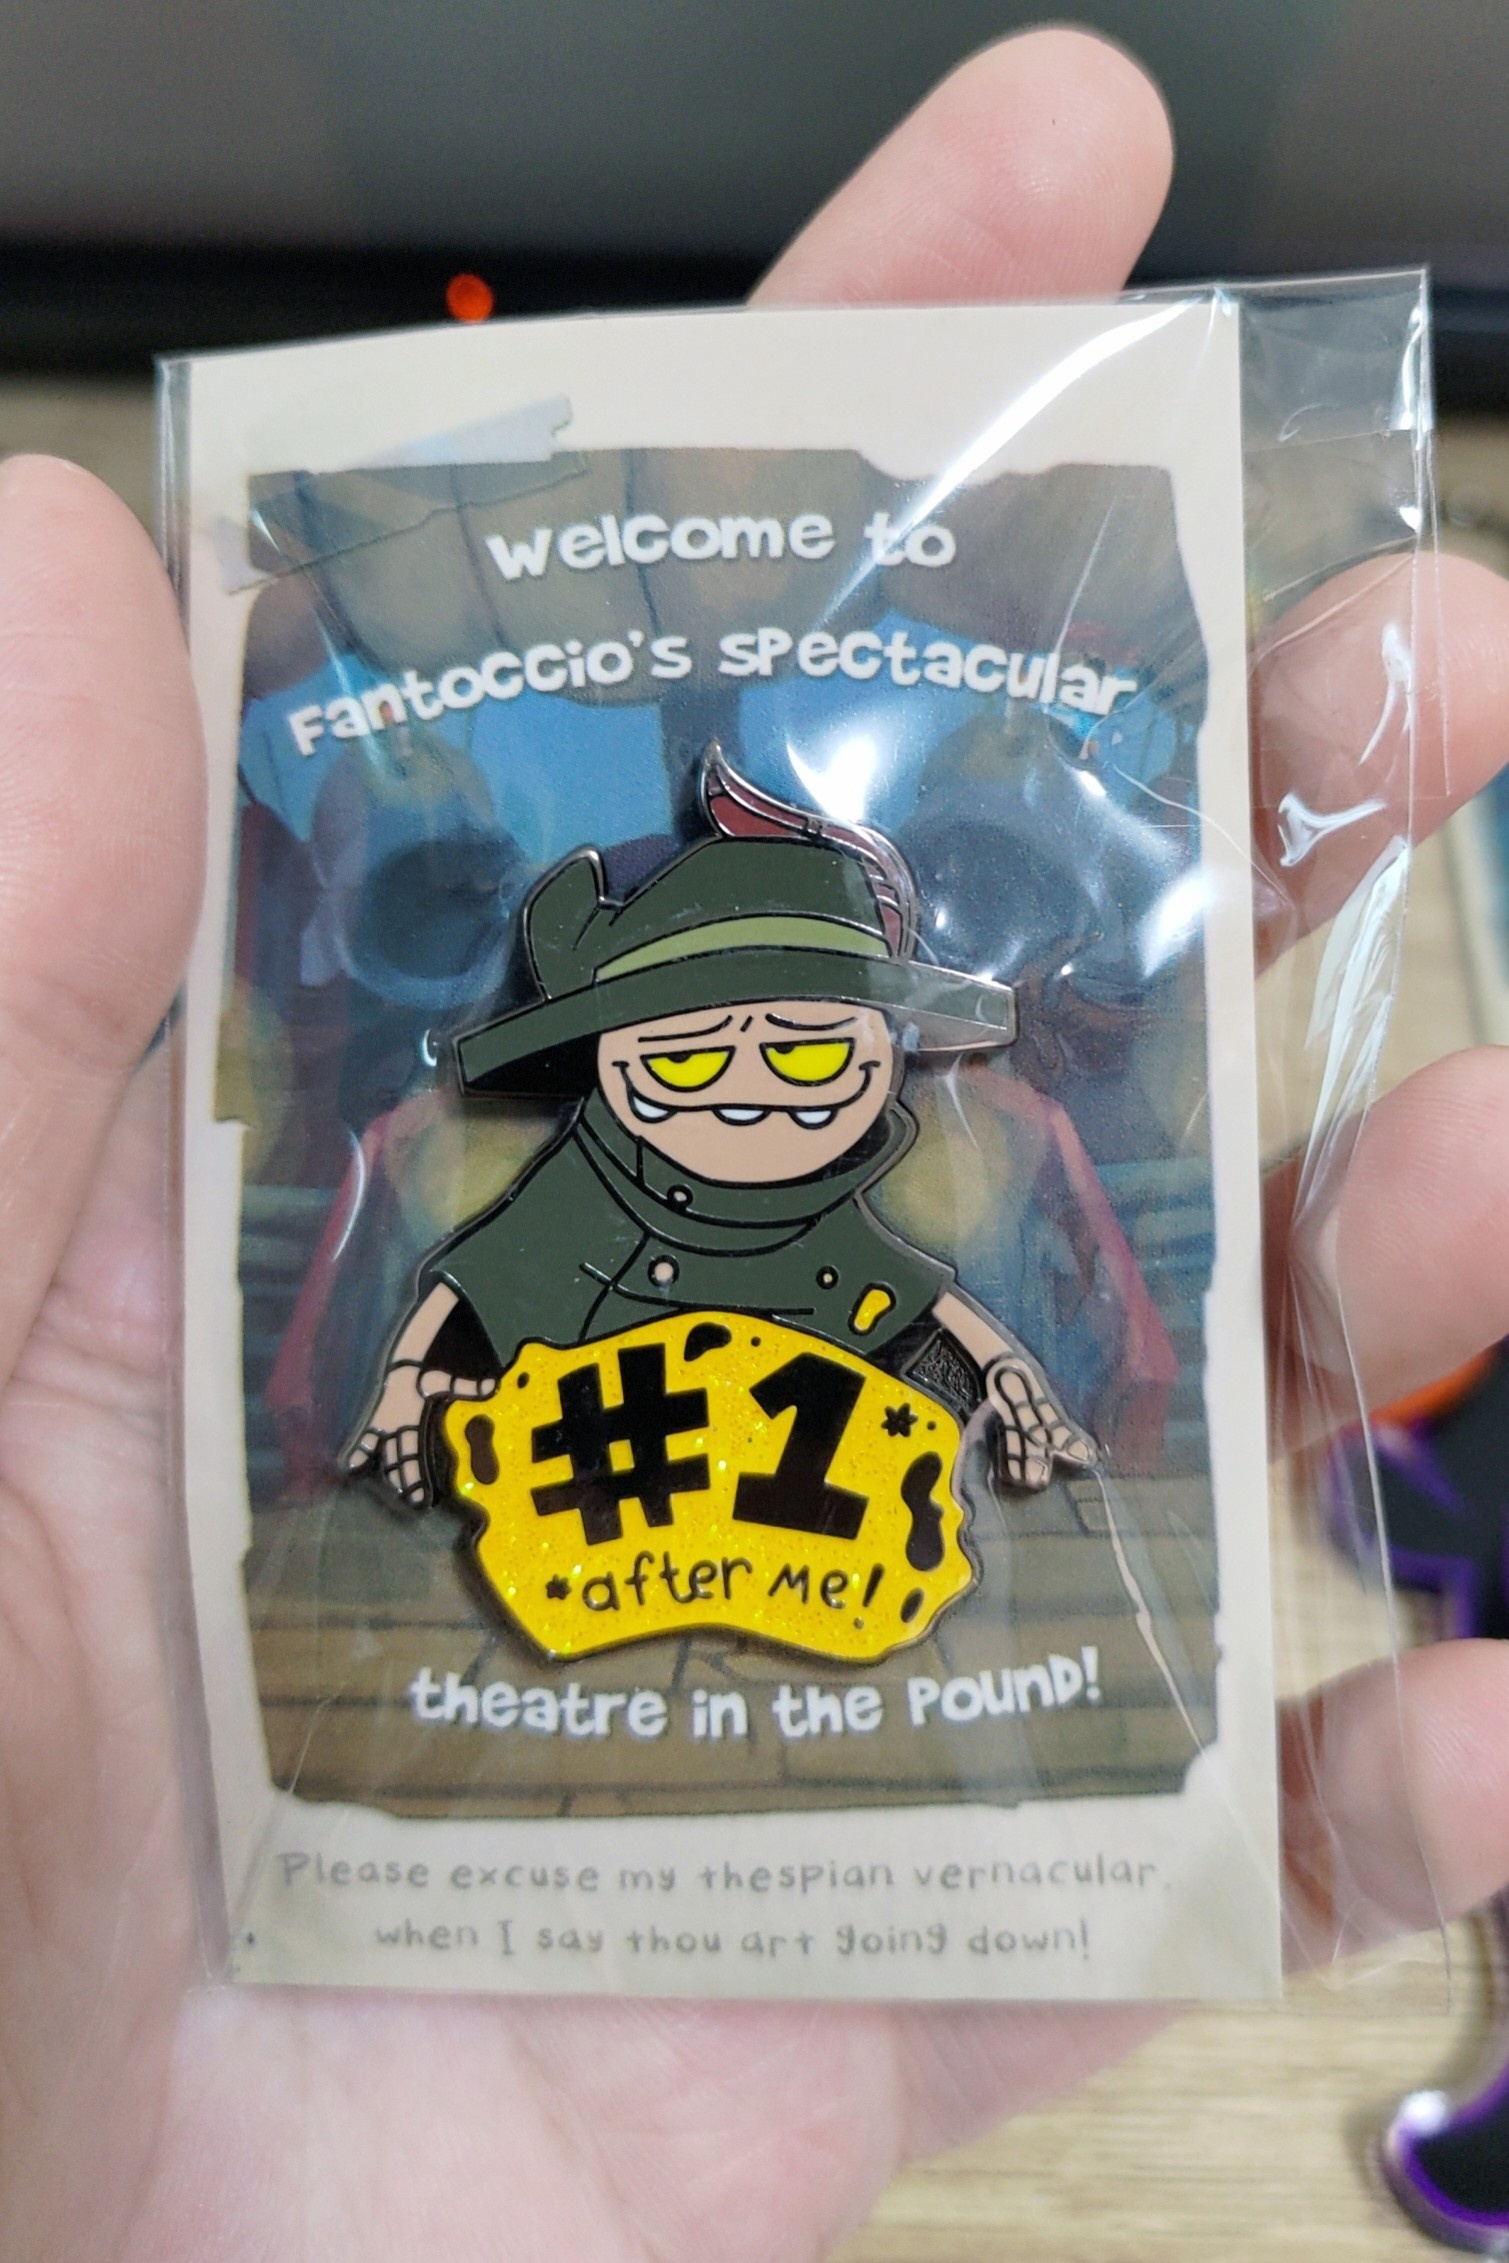 Welcome to
Fantoccio's Spectacular
#1*
*after me!
theatre in the Pound!
Please excuse my thespian vernacular,
when I say thou art going down!